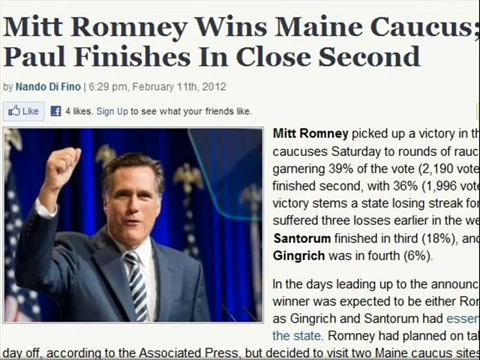 Mitt Romney Wins Maine Caucus;
Paul Finishes In Close Second
by Nando Di Fino | 6:29 pm, February 11th, 2012
Like 4 likes. Sign Up to see what your friends like.
Mitt Romney picked up a victory in th
caucuses Saturday to rounds of rauc
garnering 39% of the vote (2,190 vote
finished second, with 36% (1,996 vote
victory stems a state losing streak for
suffered three losses earlier in the we
Santorum finished in third (18%), and
Gingrich was in fourth (6%).
In the days leading up to the announc
winner was expected to be either Ron
as Gingrich and Santorum had essen
the state. Romney had planned on tak
day off, according to the Associated Press, but decided to visit two Maine caucus sites